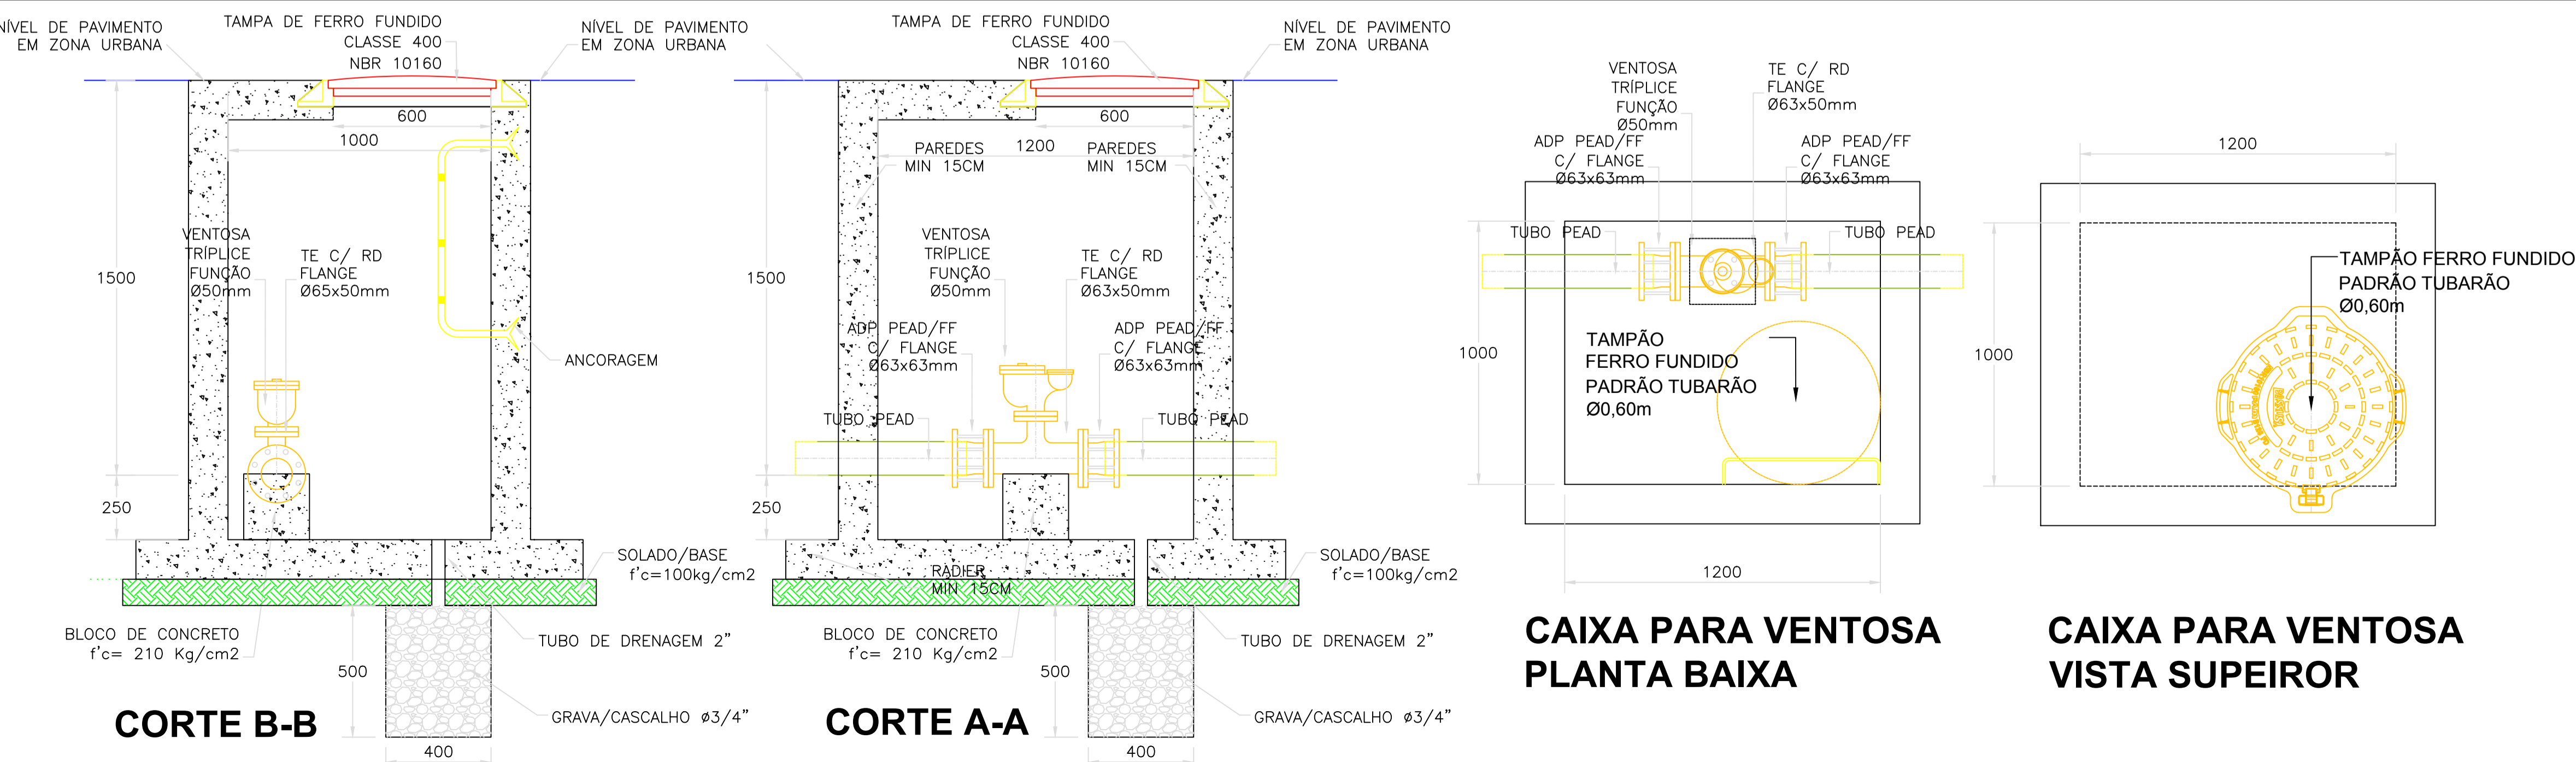 NÍVEL DE PAVIMENTO
EM ZONA URBANA
TAMPA DE FERRO FUNDIDO
CLASSE 400
NBR 10160
NÍVEL DE PAVIMENTO
EM ZONA URBANA
600
1000
1500
VENTOSA
TRÍPLICE
FUNÇÃO
Ø50mm
TE C/ RD
FLANGE
Ø65x50mm
ANCORAGEM
250
SOLADO/BASE
f'c=100kg/cm2
BLOCO DE CONCRETO
f'c= 210 Kg/cm2
TUBO DE DRENAGEM 2"
500
GRAVA/CASCALHO ø3/4"
400
CORTE B-B
TAMPA DE FERRO FUNDIDO
CLASSE 400
NBR 10160
NÍVEL DE PAVIMENTO
EM ZONA URBANA
600
1200
PAREDES
MIN 15CM
PAREDES
MIN 15CM
1500
VENTOSA
TRÍPLICE
FUNÇÃO
Ø50mm
TE C/ RD
FLANGE
Ø63x50mm
ADP PEAD/FF
C/ FLANGE
Ø63x63mm
ADP PEAD/FF
C/ FLANGE
Ø63x63mm
TUBO PEAD
TUBO PEAD
250
RADIER
MIN 15CM
SOLADO/BASE
f'c=100kg/cm2
BLOCO DE CONCRETO
f'c= 210 Kg/cm2
TUBO DE DRENAGEM 2"
500
GRAVA/CASCALHO ø3/4"
400
CORTE A-A
VENTOSA
TRÍPLICE
FUNÇÃO
Ø50mm
TE C/ RD
FLANGE
Ø63x50mm
ADP PEAD/FF
C/ FLANGE
Ø63x63mm
ADP PEAD/FF
C/ FLANGE
Ø63x63mm
TUBO PEAD
TUBO PEAD
1000
TAMPÃO
FERRO FUNDIDO
PADRÃO TUBARÃO
Ø0,60m
1200
CAIXA PARA VENTOSA
PLANTA BAIXA
1200
1000
TAMPÃO FERRO FUNDIDO
PADRÃO TUBARÃO
Ø0,60m
CAIXA PARA VENTOSA
VISTA SUPEIROR